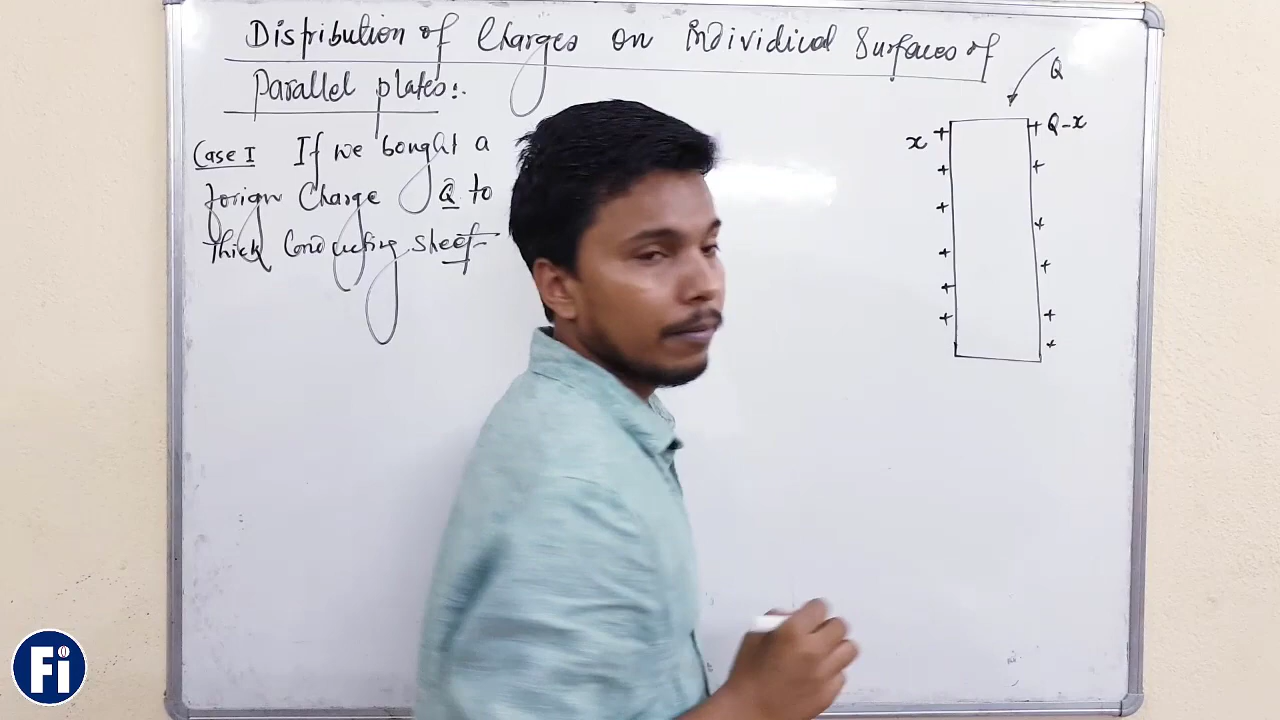 Distribution of Charges on individual Surfaces of
Parallel plates:.
Case I If we bought a
forign Charge Q to
thick Conducting sheet
Q
x + + Q-x
+ +
+ +
+ +
+ +
+ +
Fi